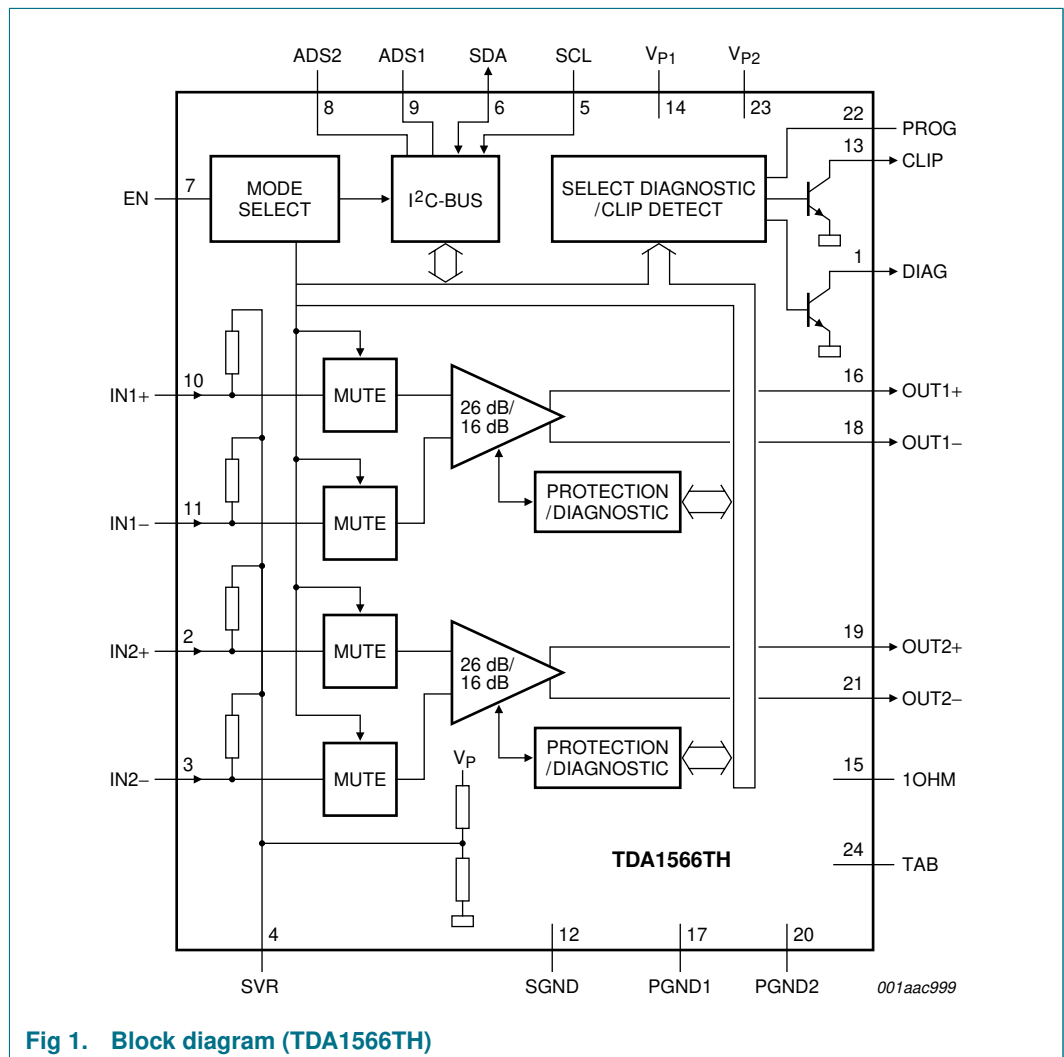 ADS2 ADS1 SDA SCL VP1 VP2
8 9 6 5 14 23
22 PROG
13 CLIP
EN 7
MODE
SELECT
I²C-BUS
SELECT DIAGNOSTIC
/CLIP DETECT
1 DIAG
IN1+ 10
MUTE
26 dB/
16 dB
16 OUT1+
18 OUT1−
IN1− 11
MUTE
PROTECTION
/DIAGNOSTIC
IN2+ 2
MUTE
26 dB/
16 dB
19 OUT2+
21 OUT2−
IN2− 3
MUTE
VP
PROTECTION
/DIAGNOSTIC
15 1OHM
TDA1566TH
24 TAB
4 12 17 20
SVR SGND PGND1 PGND2 001aac999
Fig 1. Block diagram (TDA1566TH)